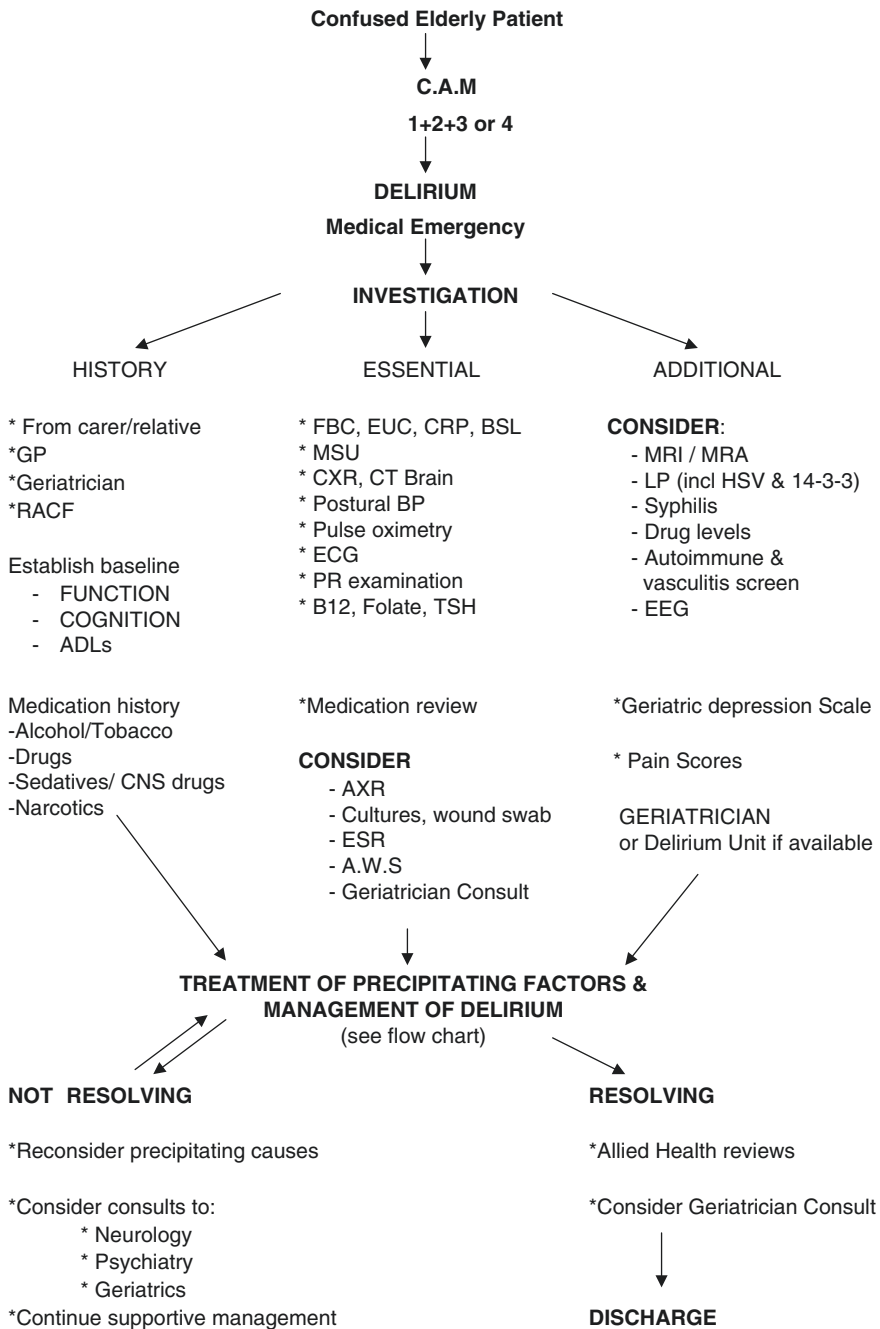 Confused Elderly Patient
C.A.M
1+2+3 or 4
DELIRIUM
Medical Emergency
INVESTIGATION
HISTORY
* From carer/relative
*GP
*Geriatrician
*RACF
Establish baseline
- FUNCTION
- COGNITION
- ADLs
Medication history
-Alcohol/Tobacco
-Drugs
-Sedatives/ CNS drugs
-Narcotics
ESSENTIAL
* FBC, EUC, CRP, BSL
* MSU
* CXR, CT Brain
* Postural BP
* Pulse oximetry
* ECG
* PR examination
* B12, Folate, TSH
*Medication review
CONSIDER
- AXR
- Cultures, wound swab
- ESR
- A.W.S
- Geriatrician Consult
ADDITIONAL
CONSIDER:
- MRI / MRA
- LP (incl HSV & 14-3-3)
- Syphilis
- Drug levels
- Autoimmune &
vasculitis screen
- EEG
*Geriatric depression Scale
* Pain Scores
GERIATRICIAN
or Delirium Unit if available
TREATMENT OF PRECIPITATING FACTORS &
MANAGEMENT OF DELIRIUM
(see flow chart)
NOT RESOLVING
*Reconsider precipitating causes
*Consider consults to:
* Neurology
* Psychiatry
* Geriatrics
*Continue supportive management
RESOLVING
*Allied Health reviews
*Consider Geriatrician Consult
DISCHARGE